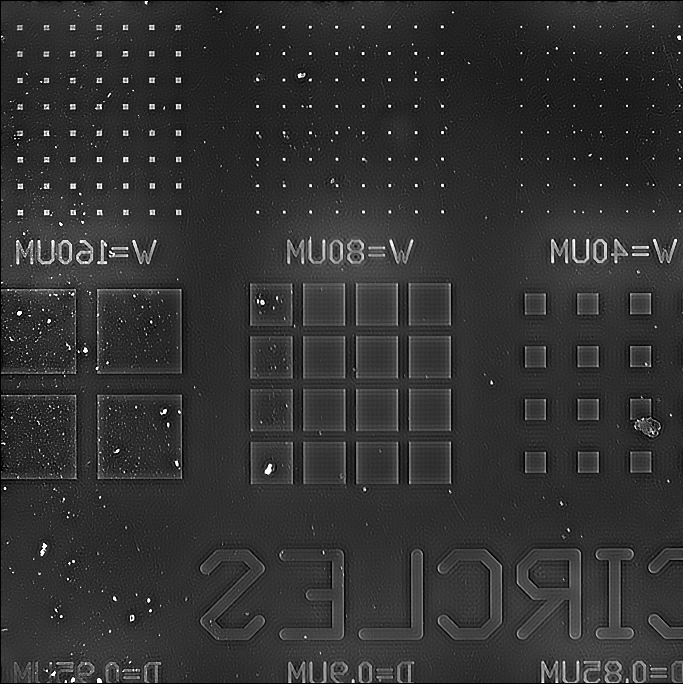 W=160UM
W=80UM
W=40UM
CIRCLES
D=0.95UM
D=0.9UM
D=0.85UM